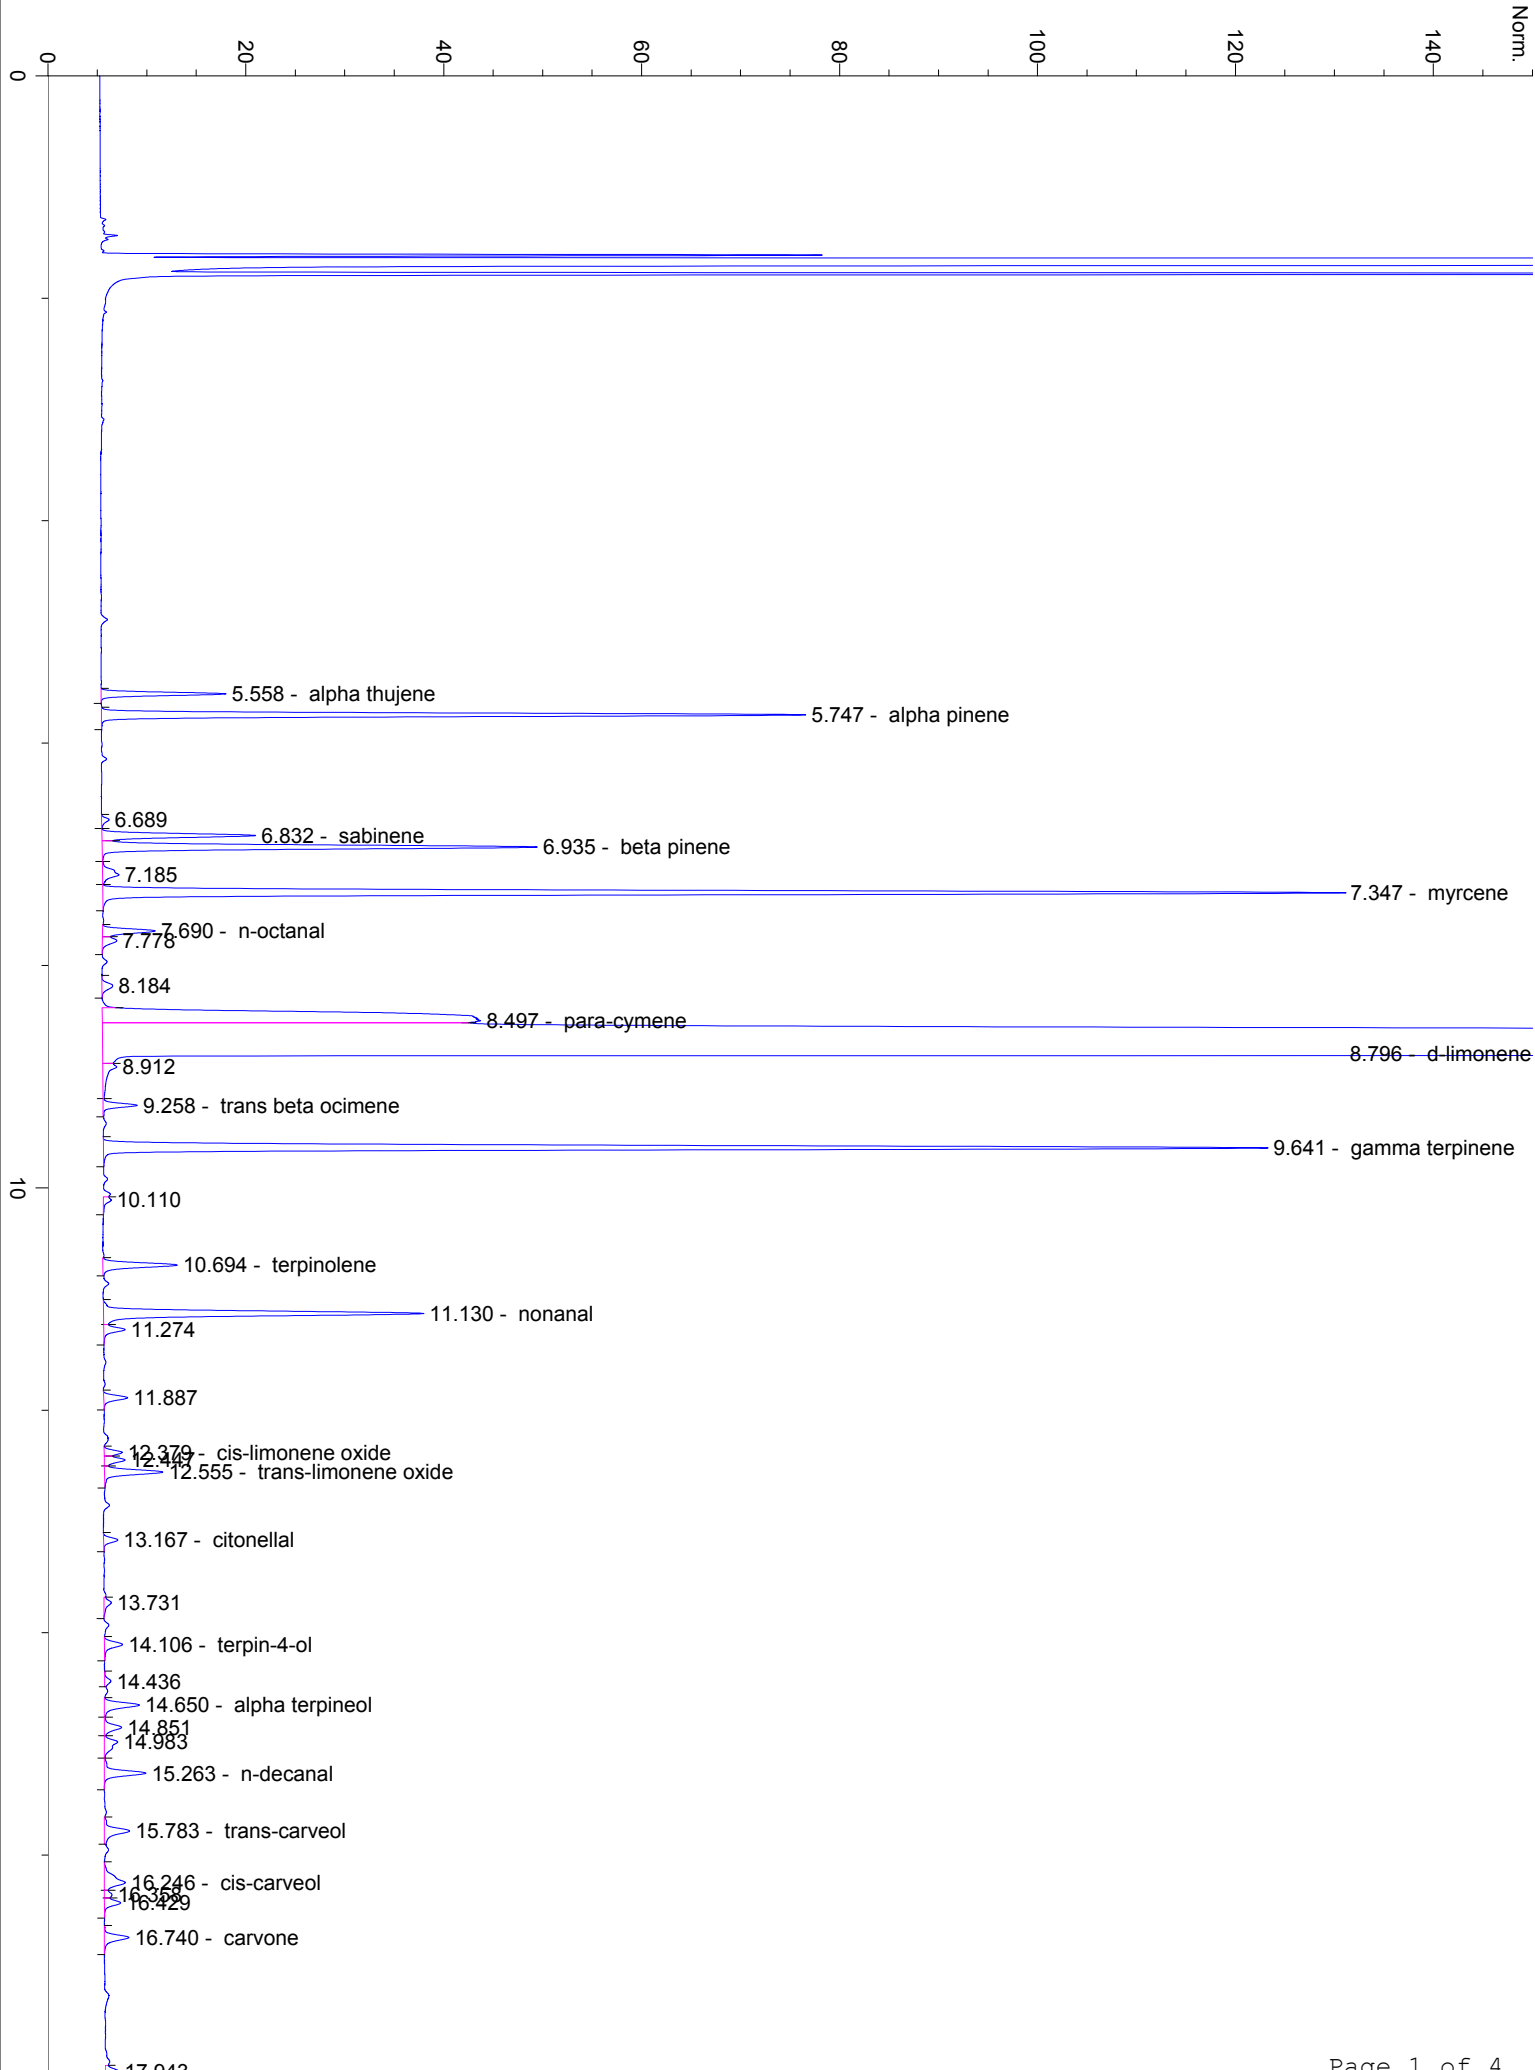 Norm.
0
20
40
60
80
100
120
140
0
5.558 - alpha thujene
5.747 - alpha pinene
6.689
6.832 - sabinene
6.935 - beta pinene
7.185
7.347 - myrcene
7.690 - n-octanal
7.778
8.184
8.497 - para-cymene
8.796 - d-limonene
8.912
9.258 - trans beta ocimene
9.641 - gamma terpinene
10
10.110
10.694 - terpinolene
11.130 - nonanal
11.274
11.887
12.379 - cis-limonene oxide
12.447
12.555 - trans-limonene oxide
13.167 - citonellal
13.731
14.106 - terpin-4-ol
14.436
14.650 - alpha terpineol
14.851
14.983
15.263 - n-decanal
15.783 - trans-carveol
16.246 - cis-carveol
16.358
16.429
16.740 - carvone
17.943
Page 1 of 4